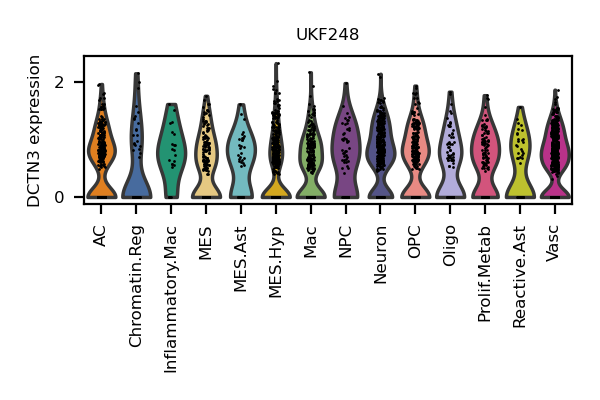 UKF248
DCTN3 expression
2
0
AC
Chromatin.Reg
Inflammatory.Mac
MES
MES.Ast
MES.Hyp
Mac
NPC
Neuron
OPC
Oligo
Prolif.Metab
Reactive.Ast
Vasc